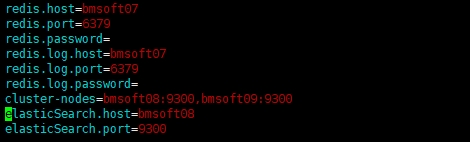 redis.host=bmsoft07
redis.port=6379
redis.password=
redis.log.host=bmsoft07
redis.log.port=6379
redis.log.password=
cluster-nodes=bmsoft08:9300,bmsoft09:9300
elasticSearch.host=bmsoft08
elasticSearch.port=9300